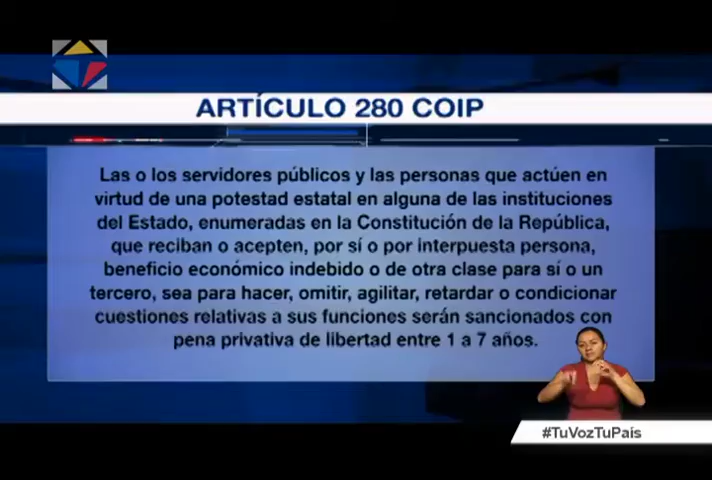 ARTÍCULO 280 COIP
Las o los servidores públicos y las personas que actúen en
virtud de una potestad estatal en alguna de las instituciones
del Estado, enumeradas en la Constitución de la República,
que reciban o acepten, por sí o por interpuesta persona,
beneficio económico indebido o de otra clase para sí o un
tercero, sea para hacer, omitir, agilitar, retardar o condicionar
cuestiones relativas a sus funciones serán sancionados con
pena privativa de libertad entre 1 a 7 años.
#TuVozTuPaís